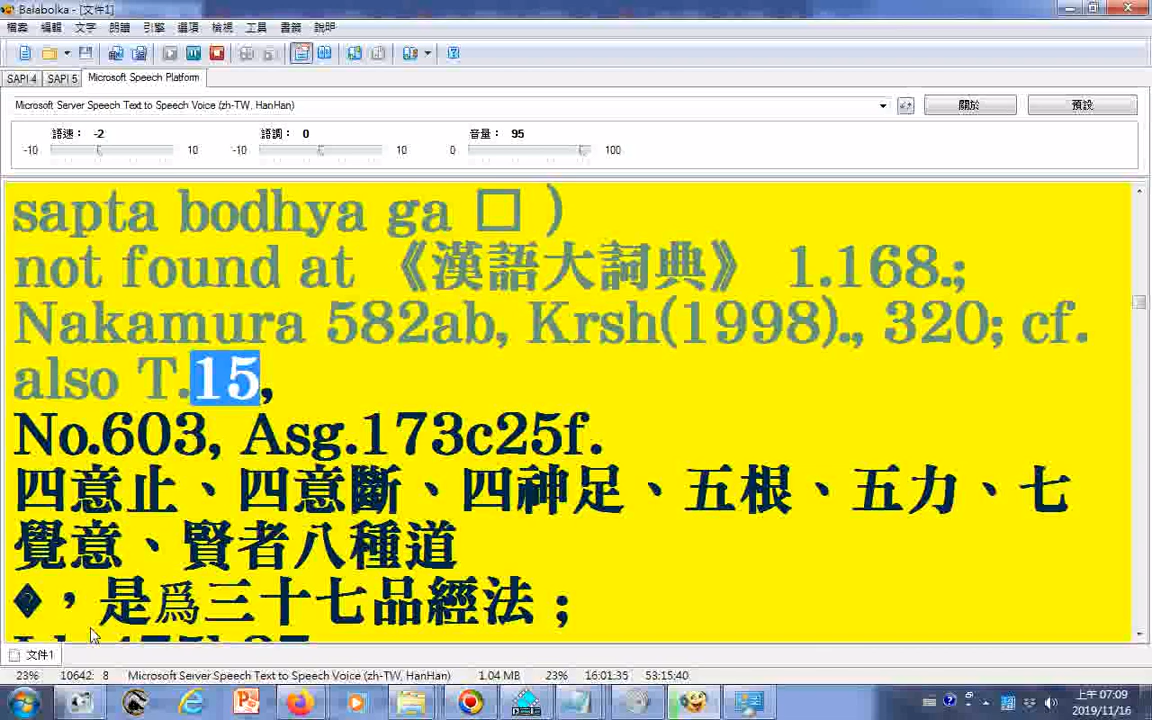 Balabolka - [文件1]
檔案 編輯 文字 朗讀 引擎 選項 檢視 工具 書籤 說明
SAPI 4 SAPI 5 Microsoft Speech Platform
Microsoft Server Speech Text to Speech Voice (zh-TW, HanHan) 關於 預設
語速： -2 語調： 0 音量： 95
-10 10 -10 10 0 100
sapta bodhya ga □ )
not found at 《漢語大詞典》 1.168.;
Nakamura 582ab, Krsh(1998)., 320; cf.
also T.15,
No.603, Asg.173c25f.
四意止、四意斷、四神足、五根、五力、七
覺意、賢者八種道
�，是爲三十七品經法；
文件1
23% 10642: 8 Microsoft Server Speech Text to Speech Voice (zh-TW, HanHan) 1.04 MB 23% 16:01:35 53:15:40
上午 07:09
2019/11/16